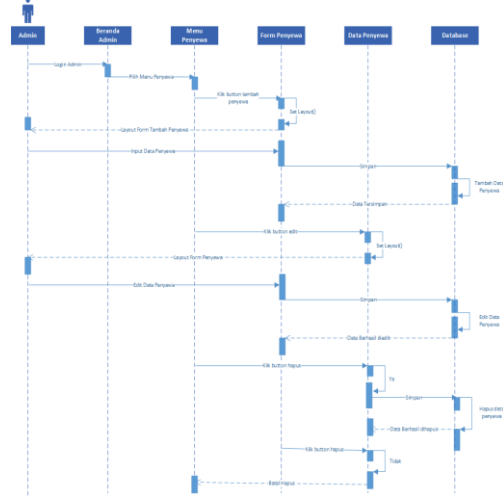 Admin
Beranda
Admin
Menu
Penyewa
Form Penyewa
Data Penyewa
Database
Login Admin
Pilih Menu Penyewa
Klik button tambah
penyewa
Set Layout()
Layout Form Tambah Penyewa
Input Data Penyewa
Simpan
Tambah Data
Penyewa
Data Tersimpan
Klik button edit
Set Layout()
Layout Form Penyewa
Edit Data Penyewa
Simpan
Edit Data
Penyewa
Data Berhasil diedit
Klik button hapus
Ya
Simpan
Hapus data
penyewa
Data Berhasil dihapus
Klik button hapus
Tidak
Batal Hapus